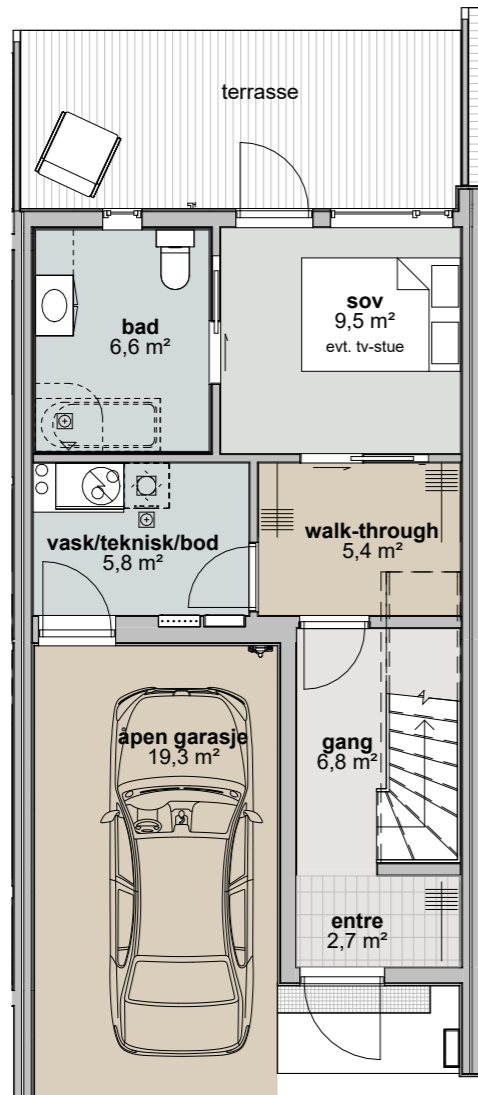 terrasse
sov
9,5 m²
evt. tv-stue
bad
6,6 m²
walk-through
5,4 m²
vask/teknisk/bod
5,8 m²
åpen garasje
19,3 m²
gang
6,8 m²
entre
2,7 m²